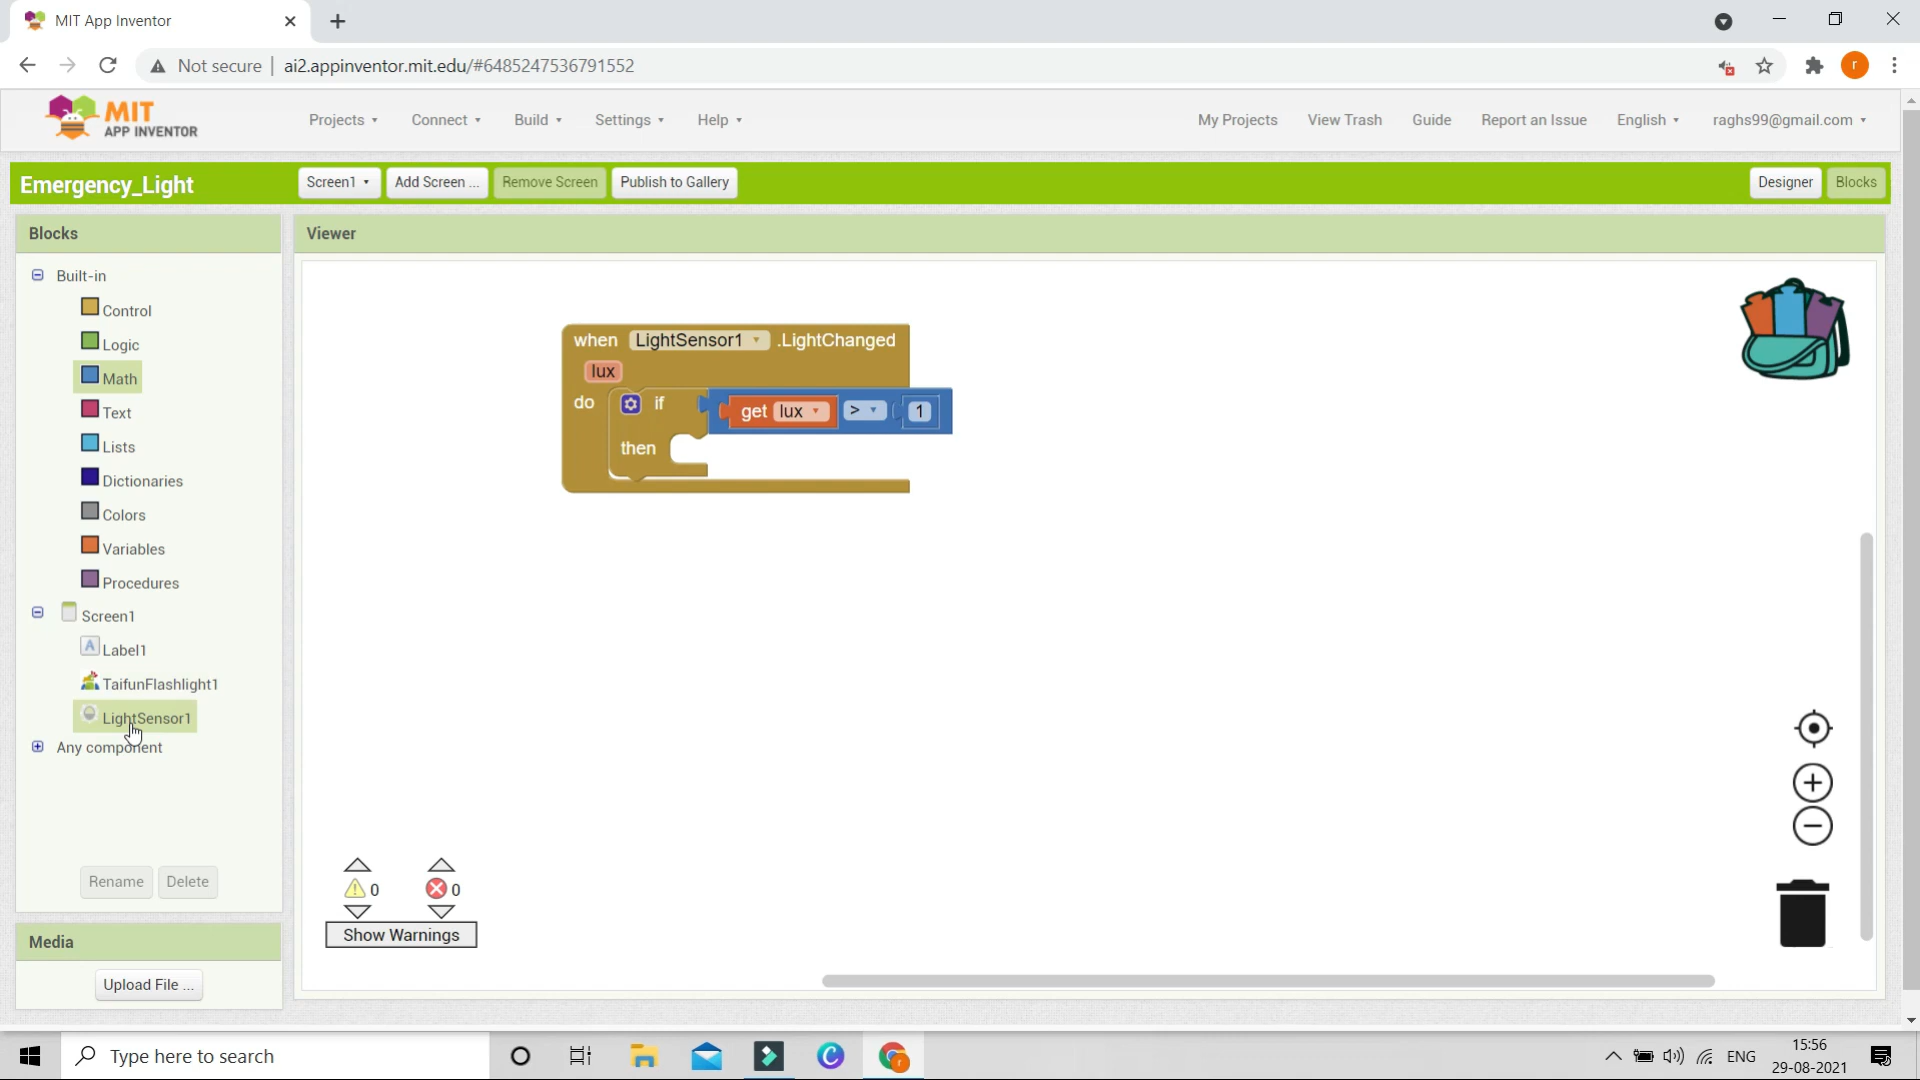 MIT App Inventor
Not secure | ai2.appinventor.mit.edu/#6485247536791552
r
MIT
APP INVENTOR
Projects Connect Build Settings Help My Projects View Trash Guide Report an Issue English raghs99@gmail.com
Emergency_Light Screen1 Add Screen ... Remove Screen Publish to Gallery Designer Blocks
Blocks Viewer
Built-in
Control
Logic
Math
Text
Lists
Dictionaries
Colors
Variables
Procedures
Screen1
A Label1
TaifunFlashlight1
LightSensor1
Any component
Rename Delete
Media
Upload File ...
when LightSensor1 .LightChanged
lux
do if get lux > 1
then
0 0
Show Warnings
Type here to search
ENG
15:56
29-08-2021